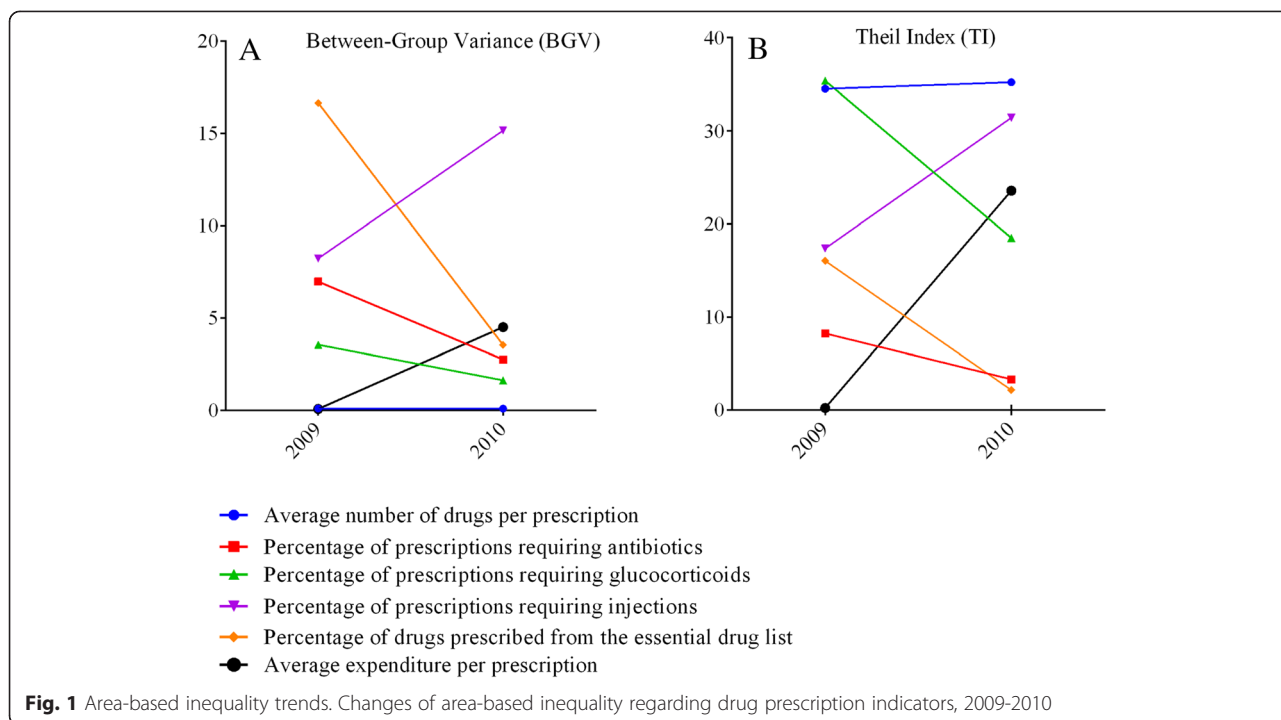 A Between-Group Variance (BGV)
20
15
10
5
0
2009 2010
B Theil Index (TI)
40
30
20
10
0
2009 2010
Average number of drugs per prescription
Percentage of prescriptions requiring antibiotics
Percentage of prescriptions requiring glucocorticoids
Percentage of prescriptions requiring injections
Percentage of drugs prescribed from the essential drug list
Average expenditure per prescription
Fig. 1 Area-based inequality trends. Changes of area-based inequality regarding drug prescription indicators, 2009-2010